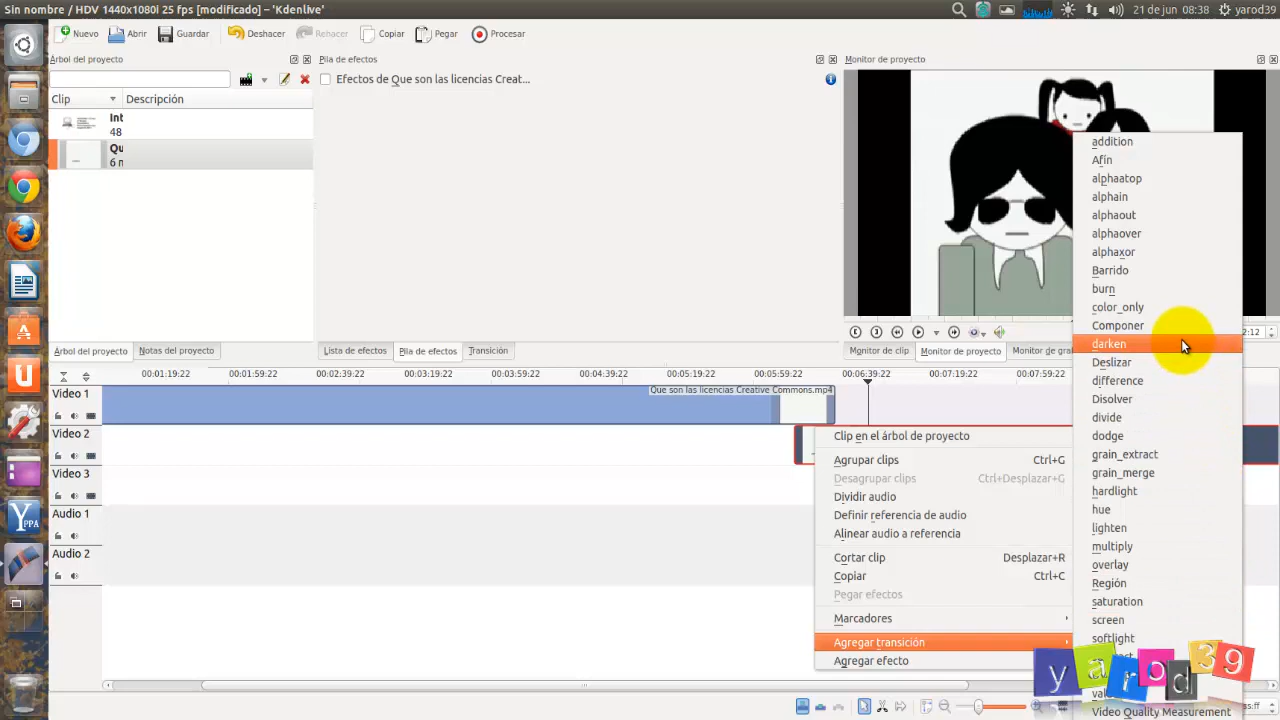 Sin nombre / HDV 1440x1080i 25 fps [modificado] – ‘Kdenlive’
21 de jun 08:38 yarod39
Nuevo Abrir Guardar Deshacer Rehacer Copiar Pegar Procesar
Árbol del proyecto
Pila de efectos
Monitor de proyecto
Efectos de Que son las licencias Creat...
Clip Descripción
Int
48
Qu
6 n
Árbol del proyecto Notas del proyecto
Lista de efectos Pila de efectos Transición
Monitor de clip Monitor de proyecto Monitor de gra
2:12
00:01:19:22 00:01:59:22 00:02:39:22 00:03:19:22 00:03:59:22 00:04:39:22 00:05:19:22 00:05:59:22 00:06:39:22 00:07:19:22 00:07:59:22
Video 1
Que son las licencias Creative Commons.mp4
Video 2
Video 3
Audio 1
Audio 2
Clip en el árbol de proyecto
Agrupar clips Ctrl+G
Desagrupar clips Ctrl+Desplazar+G
Dividir audio
Definir referencia de audio
Alinear audio a referencia
Cortar clip Desplazar+R
Copiar Ctrl+C
Pegar efectos
Marcadores
Agregar transición
Agregar efecto
addition
Afín
alphaatop
alphain
alphaout
alphaover
alphaxor
Barrido
burn
color_only
Componer
darken
Deslizar
difference
Disolver
divide
dodge
grain_extract
grain_merge
hardlight
hue
lighten
multiply
overlay
Región
saturation
screen
softlight
Video Quality Measurement
yarod39